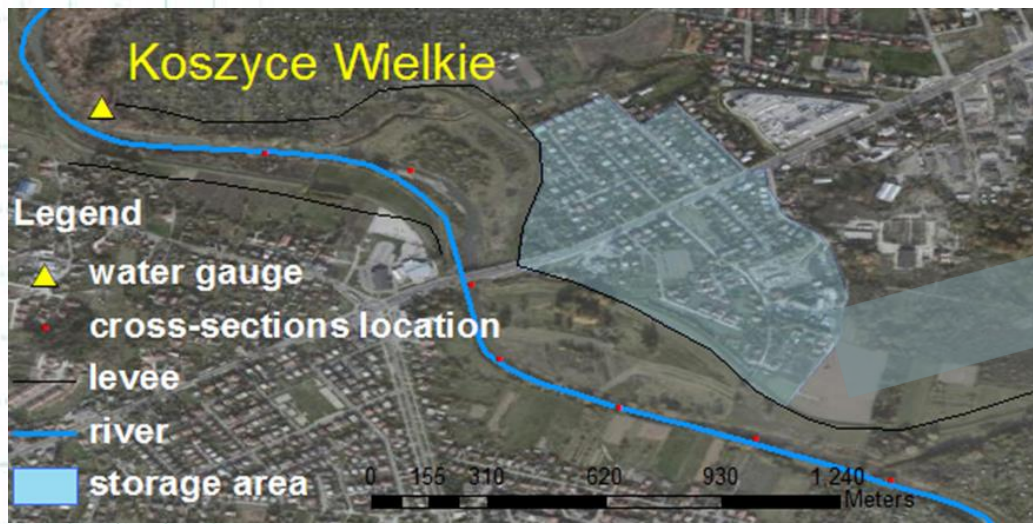 Koszyce Wielkie
Legend
water gauge
cross-sections location
levee
river
storage area
0 155 310 620 930 1,240
Meters